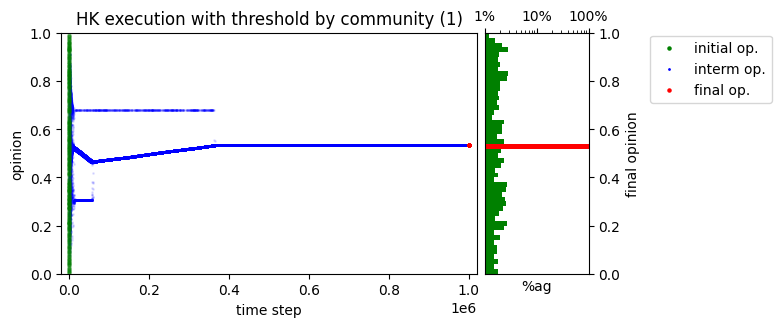 HK execution with threshold by community (1)
1% 10% 100%
initial op.
interm op.
final op.
1.0
0.8
0.6
0.4
0.2
0.0
opinion
0.0 0.2 0.4 0.6 0.8 1.0
1e6
time step
%ag
1.0
0.8
0.6
0.4
0.2
0.0
final opinion